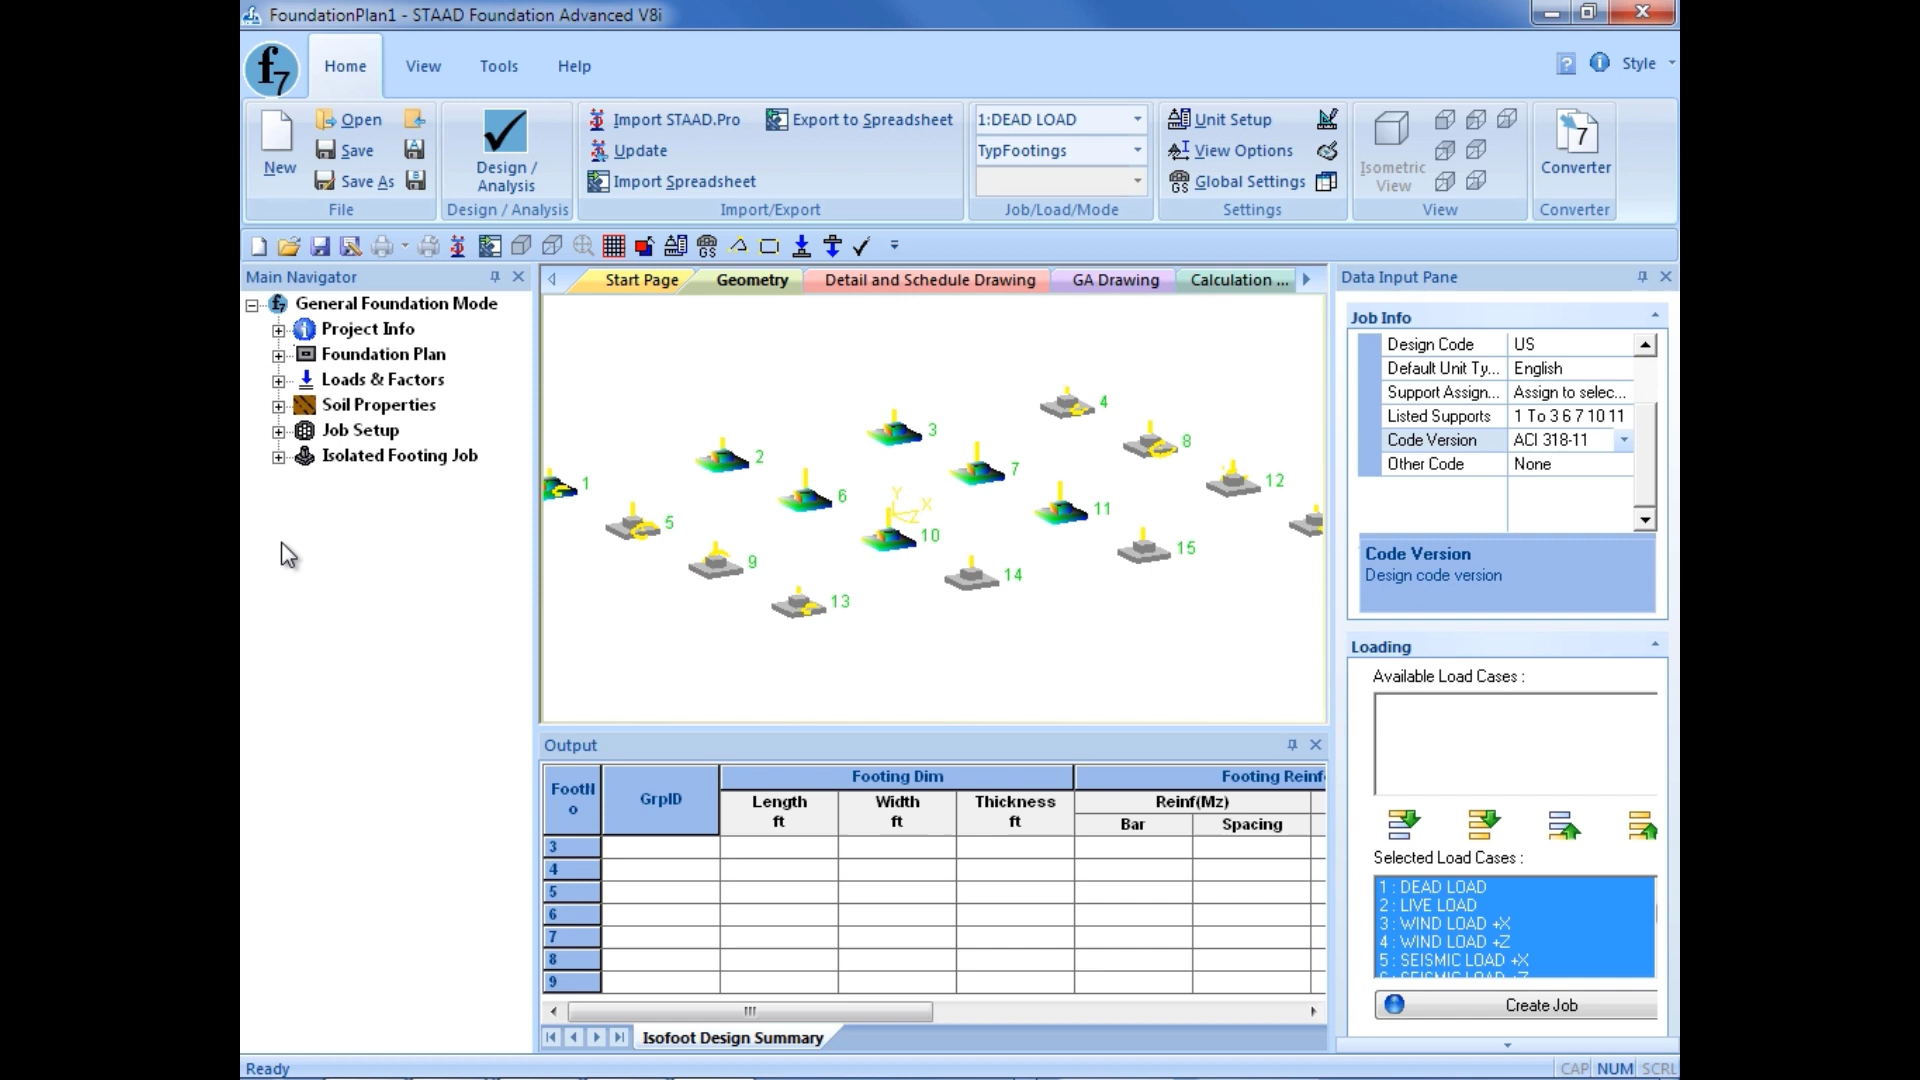 FoundationPlan1 - STAAD Foundation Advanced V8i
f7
Home View Tools Help
Style
New
Open
Save
Save As
File
Design / Analysis
Design / Analysis
Import STAAD.Pro
Export to Spreadsheet
Update
Import Spreadsheet
Import/Export
1:DEAD LOAD
TypFootings
Job/Load/Mode
Unit Setup
View Options
Global Settings
GS
Settings
Isometric View
View
7
Converter
Converter
Main Navigator
General Foundation Mode
Project Info
Foundation Plan
Loads & Factors
Soil Properties
Job Setup
Isolated Footing Job
Start Page Geometry Detail and Schedule Drawing GA Drawing Calculation ...
4
3
8
2
7
12
1
6
Y
X
Z
11
5
10
15
9
14
13
Output
FootNo
GrpID
Footing Dim
Footing Reinf
Length ft
Width ft
Thickness ft
Reinf(Mz)
Bar
Spacing
3
4
5
6
7
8
9
Isofoot Design Summary
Data Input Pane
Job Info
Design Code US
Default Unit Ty... English
Support Assign... Assign to selec...
Listed Supports 1 To 3 6 7 10 11
Code Version ACI 318-11
Other Code None
Code Version
Design code version
Loading
Available Load Cases :
Selected Load Cases :
1 : DEAD LOAD
2 : LIVE LOAD
3 : WIND LOAD +X
4 : WIND LOAD +Z
5 : SEISMIC LOAD +X
6 : SEISMIC LOAD +Z
Create Job
Ready
CAP NUM SCRL